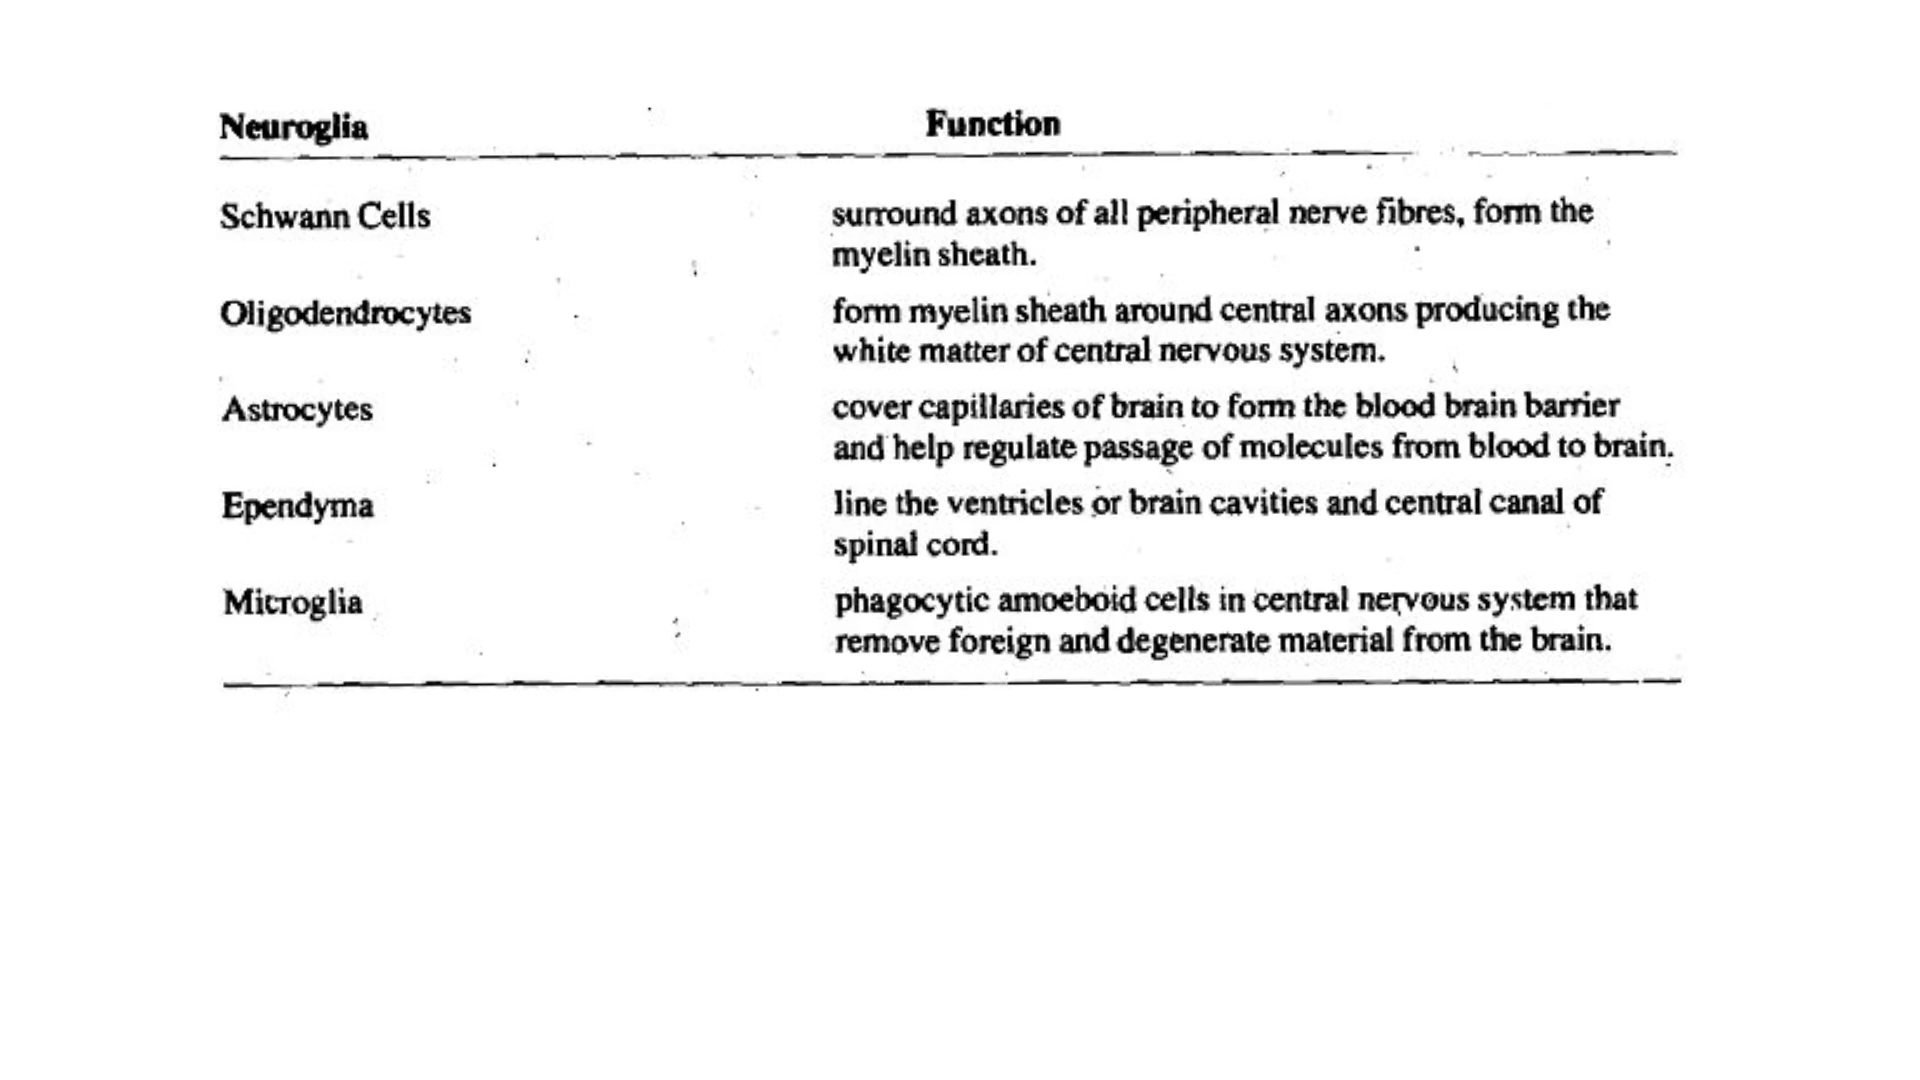 Neuroglia Function
Schwann Cells surround axons of all peripheral nerve fibres, form the
myelin sheath.
Oligodendrocytes form myelin sheath around central axons producing the
white matter of central nervous system.
Astrocytes cover capillaries of brain to form the blood brain barrier
and help regulate passage of molecules from blood to brain.
Ependyma line the ventricles or brain cavities and central canal of
spinal cord.
Microglia phagocytic amoeboid cells in central nervous system that
remove foreign and degenerate material from the brain.